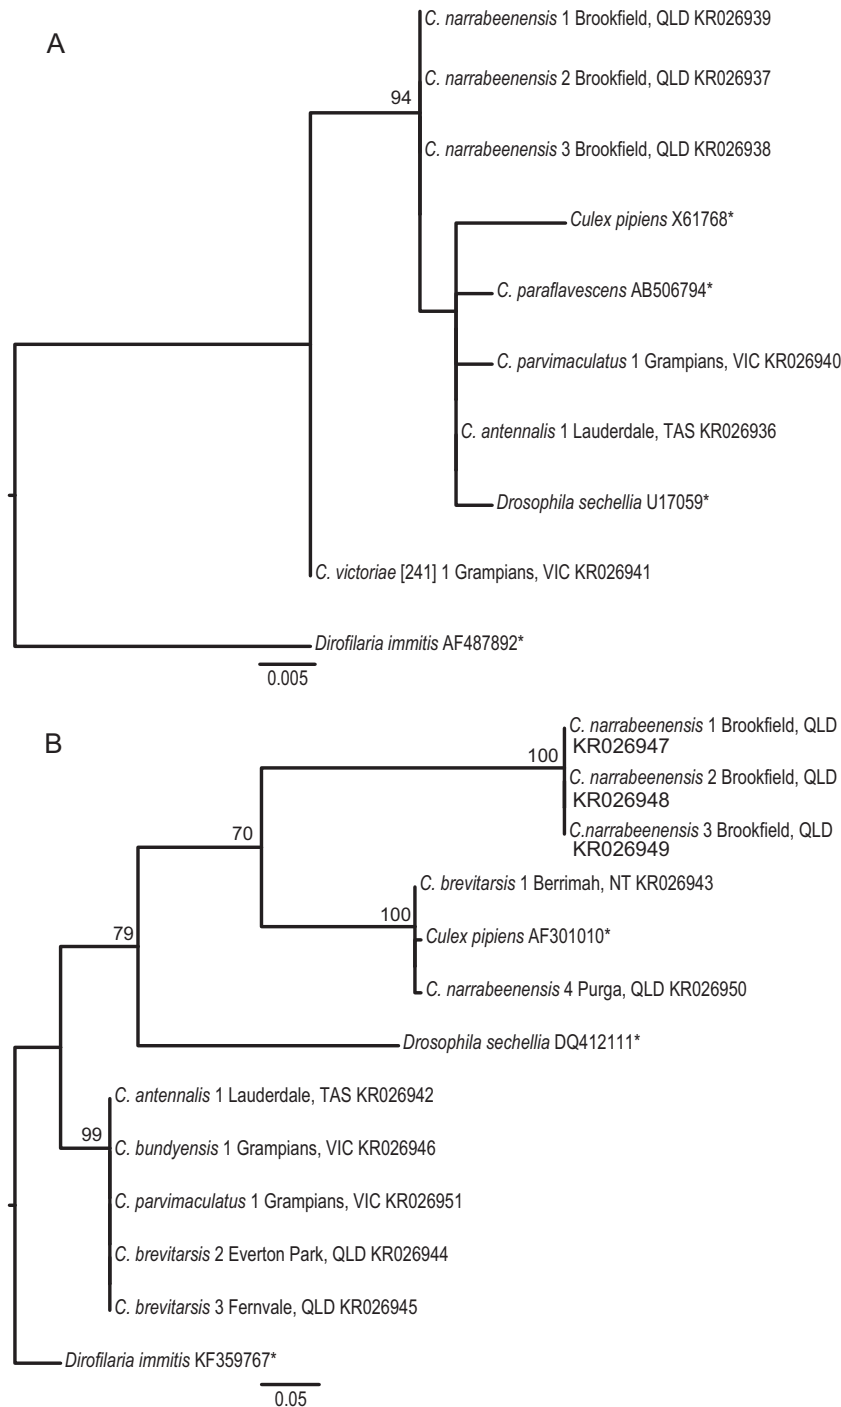 A
C. narrabeenensis 1 Brookfield, QLD KR026939
C. narrabeenensis 2 Brookfield, QLD KR026937
94
C. narrabeenensis 3 Brookfield, QLD KR026938
Culex pipiens X61768*
C. paraflavescens AB506794*
C. parvimaculatus 1 Grampians, VIC KR026940
C. antennalis 1 Lauderdale, TAS KR026936
Drosophila sechellia U17059*
C. victoriae [241] 1 Grampians, VIC KR026941
Dirofilaria immitis AF487892*
0.005
B
C. narrabeenensis 1 Brookfield, QLD
KR026947
100
C. narrabeenensis 2 Brookfield, QLD
KR026948
C.narrabeenensis 3 Brookfield, QLD
KR026949
70
C. brevitarsis 1 Berrimah, NT KR026943
100
Culex pipiens AF301010*
79
C. narrabeenensis 4 Purga, QLD KR026950
Drosophila sechellia DQ412111*
C. antennalis 1 Lauderdale, TAS KR026942
99
C. bundyensis 1 Grampians, VIC KR026946
C. parvimaculatus 1 Grampians, VIC KR026951
C. brevitarsis 2 Everton Park, QLD KR026944
C. brevitarsis 3 Fernvale, QLD KR026945
Dirofilaria immitis KF359767*
0.05